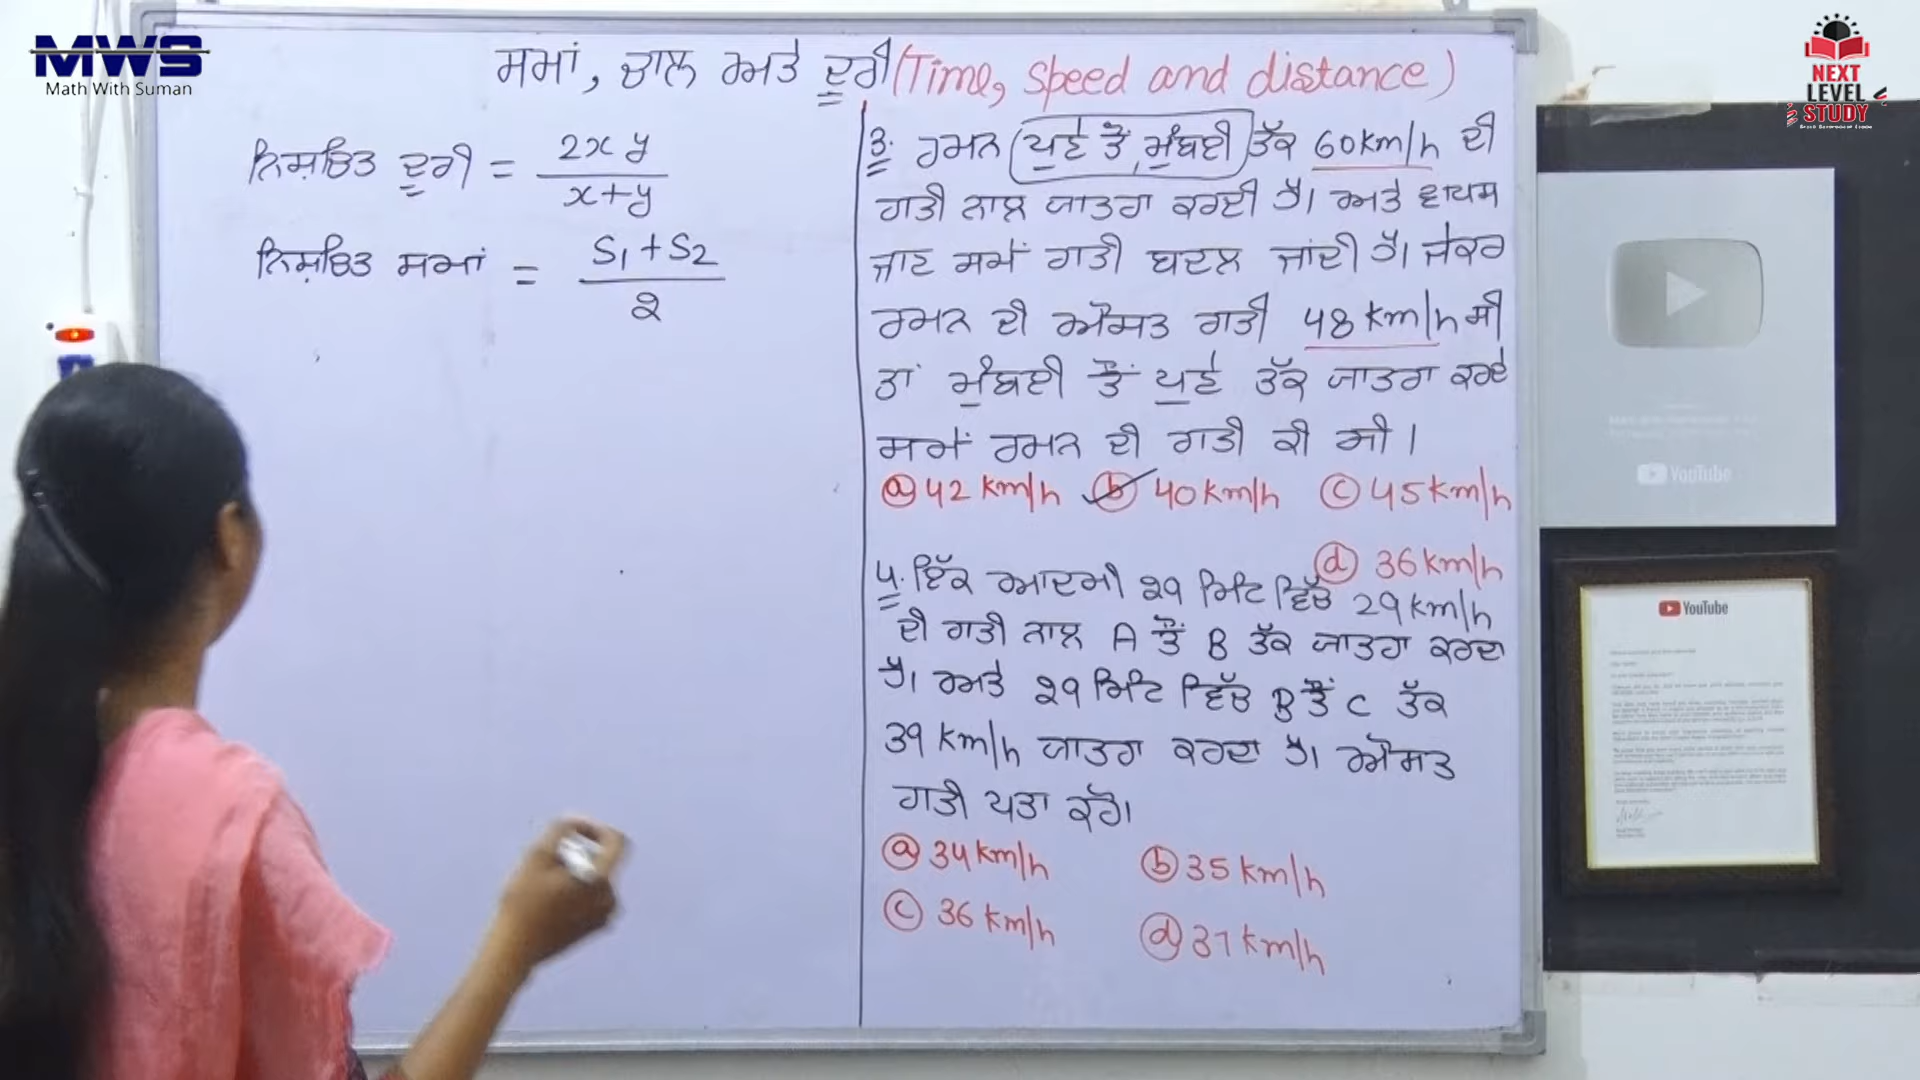 MWS
Math With Suman
NEXT
LEVEL
STUDY
ਸਮਾਂ, ਚਾਲ ਅਤੇ ਦੂਰੀ (Time, speed and distance)
ਨਿਸ਼ਚਿਤ ਦੂਰੀ = 2xy / x+y
ਨਿਸ਼ਚਿਤ ਸਮਾਂ = S₁+S₂ / 2
3. ਰਮਨ ਪੁਣੇ ਤੋਂ ਮੁੰਬਈ ਤੱਕ 60km/h ਦੀ
ਗਤੀ ਨਾਲ ਯਾਤਰਾ ਕਰਦੀ ਹੈ। ਅਤੇ ਵਾਪਸ
ਜਾਣ ਸਮੇਂ ਗਤੀ ਬਦਲ ਜਾਂਦੀ ਹੈ। ਜੇਕਰ
ਰਮਨ ਦੀ ਔਸਤ ਗਤੀ 48 km/h ਸੀ
ਤਾਂ ਮੁੰਬਈ ਤੋਂ ਪੁਣੇ ਤੱਕ ਯਾਤਰਾ ਕਰਦੇ
ਸਮੇਂ ਰਮਨ ਦੀ ਗਤੀ ਕੀ ਸੀ।
(a) 42 km/h (b) 40 km/h (c) 45 km/h
(d) 36 km/h
4. ਇੱਕ ਆਦਮੀ 29 ਮਿੰਟ ਵਿੱਚ 29 km/h
ਦੀ ਗਤੀ ਨਾਲ A ਤੋਂ B ਤੱਕ ਯਾਤਰਾ ਕਰਦਾ
ਹੈ। ਅਤੇ 29 ਮਿੰਟ ਵਿੱਚ B ਤੋਂ C ਤੱਕ
39 km/h ਯਾਤਰਾ ਕਰਦਾ ਹੈ। ਔਸਤ
ਗਤੀ ਪਤਾ ਕਰੋ।
(a) 34 km/h (b) 35 km/h
(c) 36 km/h (d) 37 km/h
YouTube
YouTube